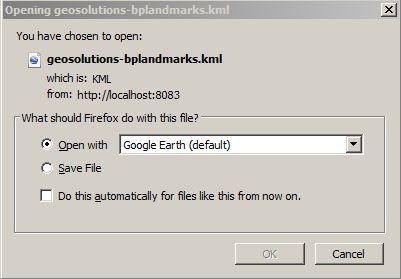 Opening geosolutions-bplandmarks.kml
You have chosen to open:
geosolutions-bplandmarks.kml
which is: KML
from: http://localhost:8083
What should Firefox do with this file?
Open with
Google Earth (default)
Save File
Do this automatically for files like this from now on.
OK
Cancel